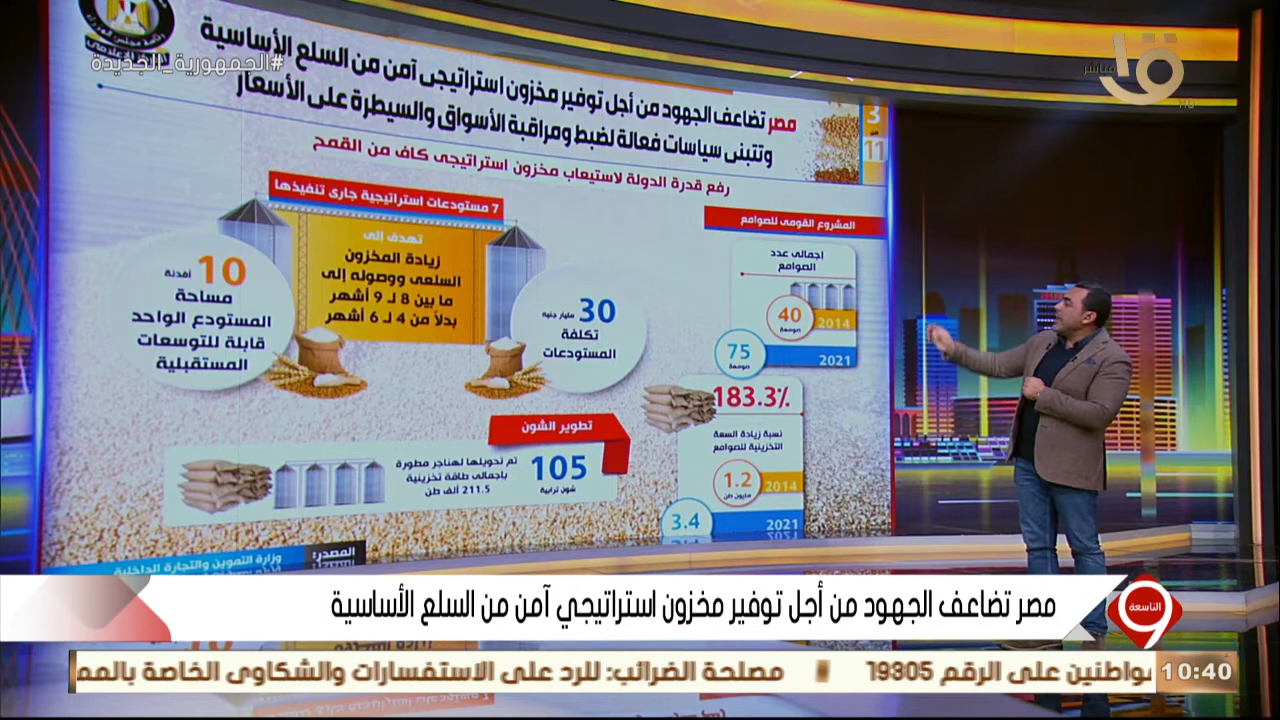 #الجمهورية_الجديدة
مباشر
HD
3
من
11
مصر تضاعف الجهود من أجل توفير مخزون استراتيجى آمن من السلع الأساسية
وتتبنى سياسات فعالة لضبط ومراقبة الأسواق والسيطرة على الأسعار
رفع قدرة الدولة لاستيعاب مخزون استراتيجى كاف من القمح
المشروع القومى للصوامع
إجمالى عدد
الصوامع
40
صومعة
2014
75
صومعة
2021
183.3%
نسبة زيادة السعة
التخزينية للصوامع
1.2
مليون طن
2014
3.4
2021
7 مستودعات استراتيجية جارى تنفيذها
تهدف إلى
زيادة المخزون
السلعى ووصوله إلى
ما بين 8 لـ 9 أشهر
بدلاً من 4 لـ 6 أشهر
30 مليار جنيه
تكلفة
المستودعات
10 أفدنة
مساحة
المستودع الواحد
قابلة للتوسعات
المستقبلية
تطوير الشون
105
شون ترابية
تم تحويلها لهناجر مطورة
بإجمالى طاقة تخزينية
211.5 ألف طن
المصدر:
وزارة التموين والتجارة الداخلية
التاسعة
مصر تضاعف الجهود من أجل توفير مخزون استراتيجي آمن من السلع الأساسية
10:40
على الرقم 19805
مصلحة الضرائب: للرد على الاستفسارات والشكاوى الخاصة